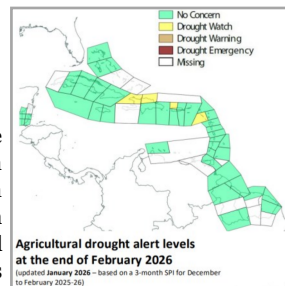 No Concern
Drought Watch
Drought Warning
Drought Emergency
Missing
Agricultural drought alert levels
at the end of February 2026
(updated January 2026 – based on a 3-month SPI for December
to February 2025-26)